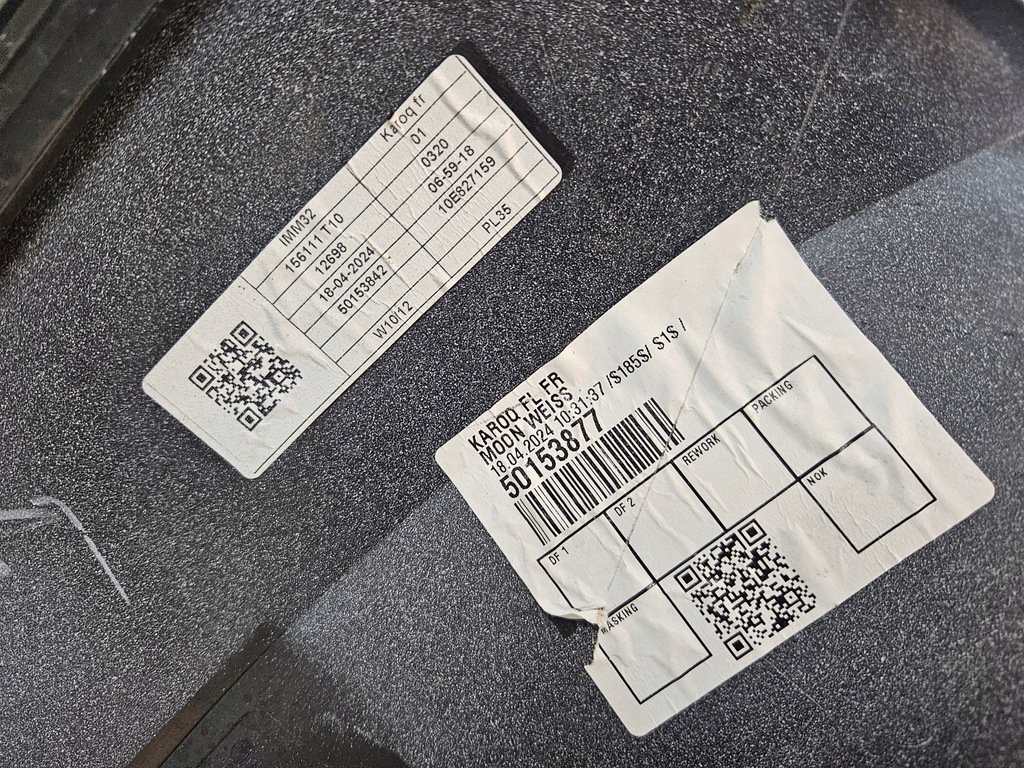 IMM32 Karoq fr
156111 T10 01
12698 0320
18-04-2024 06-59-18
50153842 10E827159
W10/12 PL35
KAROQ FL FR
MOON WEISS
18.04.2024 10:31:37 /S185S/ S1S /
50153877
DF 1 DF 2 REWORK PACKING
MASKING NOK